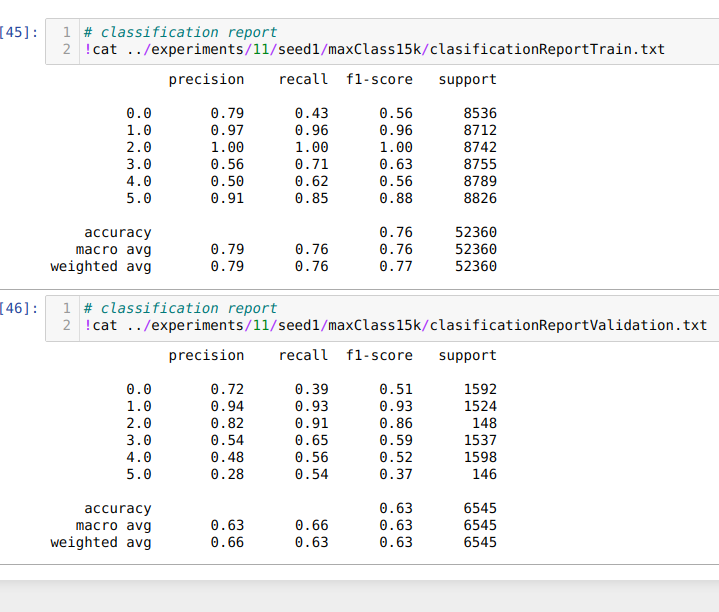 [45]: 1 # classification report
2 !cat ../experiments/11/seed1/maxClass15k/clasificationReportTrain.txt
precision recall f1-score support
0.0 0.79 0.43 0.56 8536
1.0 0.97 0.96 0.96 8712
2.0 1.00 1.00 1.00 8742
3.0 0.56 0.71 0.63 8755
4.0 0.50 0.62 0.56 8789
5.0 0.91 0.85 0.88 8826
accuracy 0.76 52360
macro avg 0.79 0.76 0.76 52360
weighted avg 0.79 0.76 0.77 52360
[46]: 1 # classification report
2 !cat ../experiments/11/seed1/maxClass15k/clasificationReportValidation.txt
precision recall f1-score support
0.0 0.72 0.39 0.51 1592
1.0 0.94 0.93 0.93 1524
2.0 0.82 0.91 0.86 148
3.0 0.54 0.65 0.59 1537
4.0 0.48 0.56 0.52 1598
5.0 0.28 0.54 0.37 146
accuracy 0.63 6545
macro avg 0.63 0.66 0.63 6545
weighted avg 0.66 0.63 0.63 6545